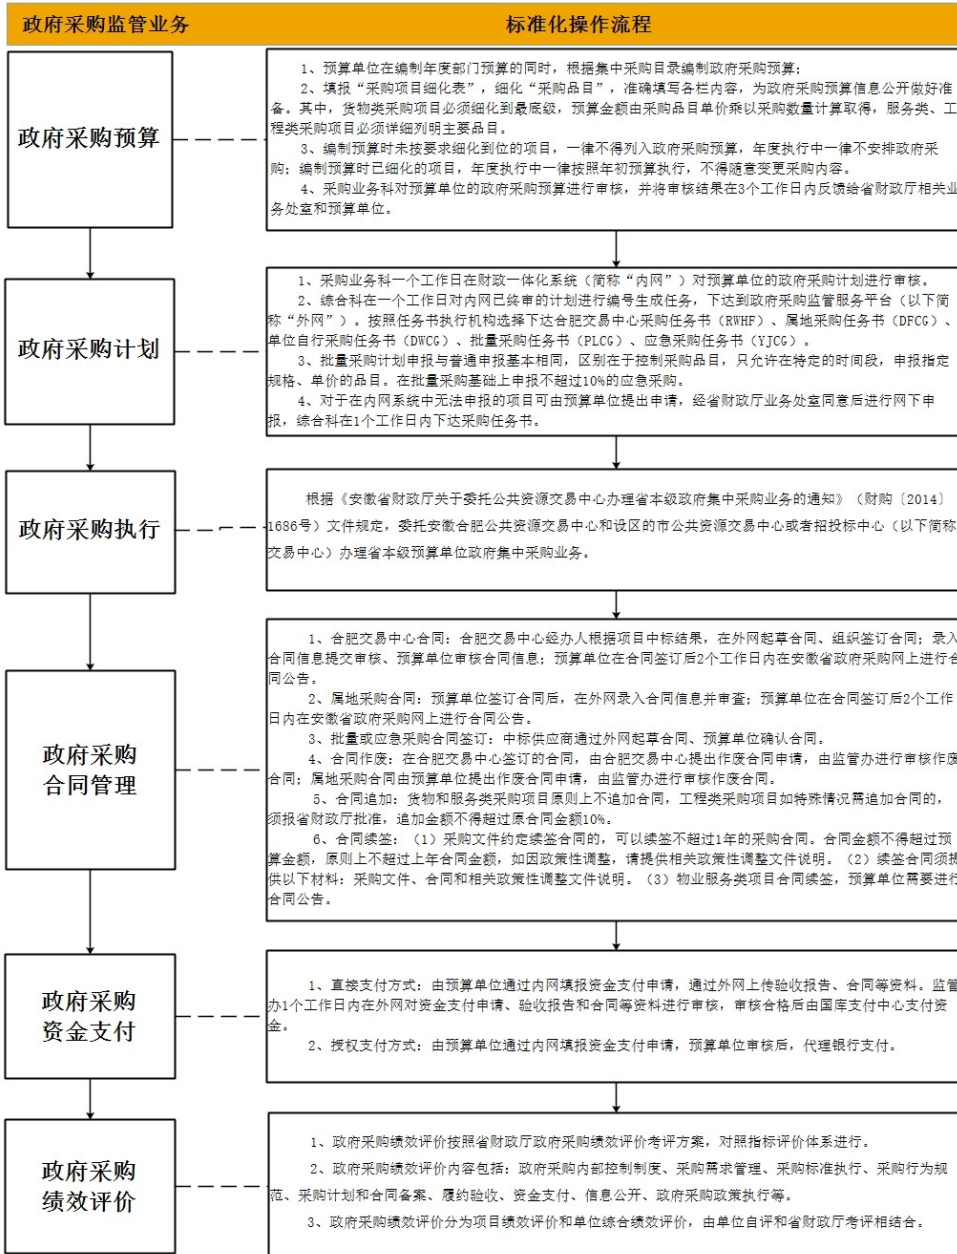 政府采购监管业务
标准化操作流程
政府采购预算
1、预算单位在编制年度部门预算的同时，根据集中采购目录编制政府采购预算；
2、填报“采购项目细化表”，细化“采购品目”，准确填写各栏内容，为政府采购预算信息公开做好准
备。其中，货物类采购项目必须细化到最底级，预算金额由采购品目单价乘以采购数量计算取得，服务类、工
程类采购项目必须详细列明主要品目。
3、编制预算时未按要求细化到位的项目，一律不得列入政府采购预算，年度执行中一律不安排政府采
购；编制预算时已细化的项目，年度执行中一律按照年初预算执行，不得随意变更采购内容。
4、采购业务科对预算单位的政府采购预算进行审核，并将审核结果在3个工作日内反馈给省财政厅相关业
务处室和预算单位。
政府采购计划
1、采购业务科一个工作日在财政一体化系统（简称“内网”）对预算单位的政府采购计划进行审核。
2、综合科在一个工作日对内网已终审的计划进行编号生成任务，下达到政府采购监管服务平台（以下简
称“外网”）。按照任务书执行机构选择下达合肥交易中心采购任务书（RWHF）、属地采购任务书（DFCG）、
单位自行采购任务书（DWCG）、批量采购任务书（PLCG）、应急采购任务书（YJCG）。
3、批量采购计划申报与普通申报基本相同，区别在于控制采购品目，只允许在特定的时间段，申报指定
规格、单价的品目。在批量采购基础上申报不超过10%的应急采购。
4、对于在内网系统中无法申报的项目可由预算单位提出申请，经省财政厅业务处室同意后进行网下申
报，综合科在1个工作日内下达采购任务书。
政府采购执行
根据《安徽省财政厅关于委托公共资源交易中心办理省本级政府集中采购业务的通知》（财购〔2014〕
1686号）文件规定，委托安徽合肥公共资源交易中心和设区的市公共资源交易中心或者招投标中心（以下简称
交易中心）办理省本级预算单位政府集中采购业务。
政府采购
合同管理
1、合肥交易中心合同：合肥交易中心经办人根据项目中标结果，在外网起草合同、组织签订合同；录入
合同信息提交审核、预算单位审核合同信息；预算单位在合同签订后2个工作日内在安徽省政府采购网上进行合
同公告。
2、属地采购合同：预算单位签订合同后，在外网录入合同信息并审查；预算单位在合同签订后2个工作
日内在安徽省政府采购网上进行合同公告。
3、批量或应急采购合同签订：中标供应商通过外网起草合同、预算单位确认合同。
4、合同作废：在合肥交易中心签订的合同，由合肥交易中心提出作废合同申请，由监管办进行审核作废
合同；属地采购合同由预算单位提出作废合同申请，由监管办进行审核作废合同。
5、合同追加：货物和服务类采购项目原则上不追加合同，工程类采购项目如特殊情况需追加合同的，
须报省财政厅批准，追加金额不得超过原合同金额10%。
6、合同续签：（1）采购文件约定续签合同的，可以续签不超过1年的采购合同。合同金额不得超过预
算金额，原则上不超过上年合同金额，如因政策性调整，请提供相关政策性调整文件说明。（2）续签合同须提
供以下材料：采购文件、合同和相关政策性调整文件说明。（3）物业服务类项目合同续签，预算单位需要进行
合同公告。
政府采购
资金支付
1、直接支付方式：由预算单位通过内网填报资金支付申请，通过外网上传验收报告、合同等资料。监管
办1个工作日内在外网对资金支付申请、验收报告和合同等资料进行审核，审核合格后由国库支付中心支付资
金。
2、授权支付方式：由预算单位通过内网填报资金支付申请，预算单位审核后，代理银行支付。
政府采购
绩效评价
1、政府采购绩效评价按照省财政厅政府采购绩效评价考评方案，对照指标评价体系进行。
2、政府采购绩效评价内容包括：政府采购内部控制制度、采购需求管理、采购标准执行、采购行为规
范、采购计划和合同备案、履约验收、资金支付、信息公开、政府采购政策执行等。
3、政府采购绩效评价分为项目绩效评价和单位综合绩效评价，由单位自评和省财政厅考评相结合。